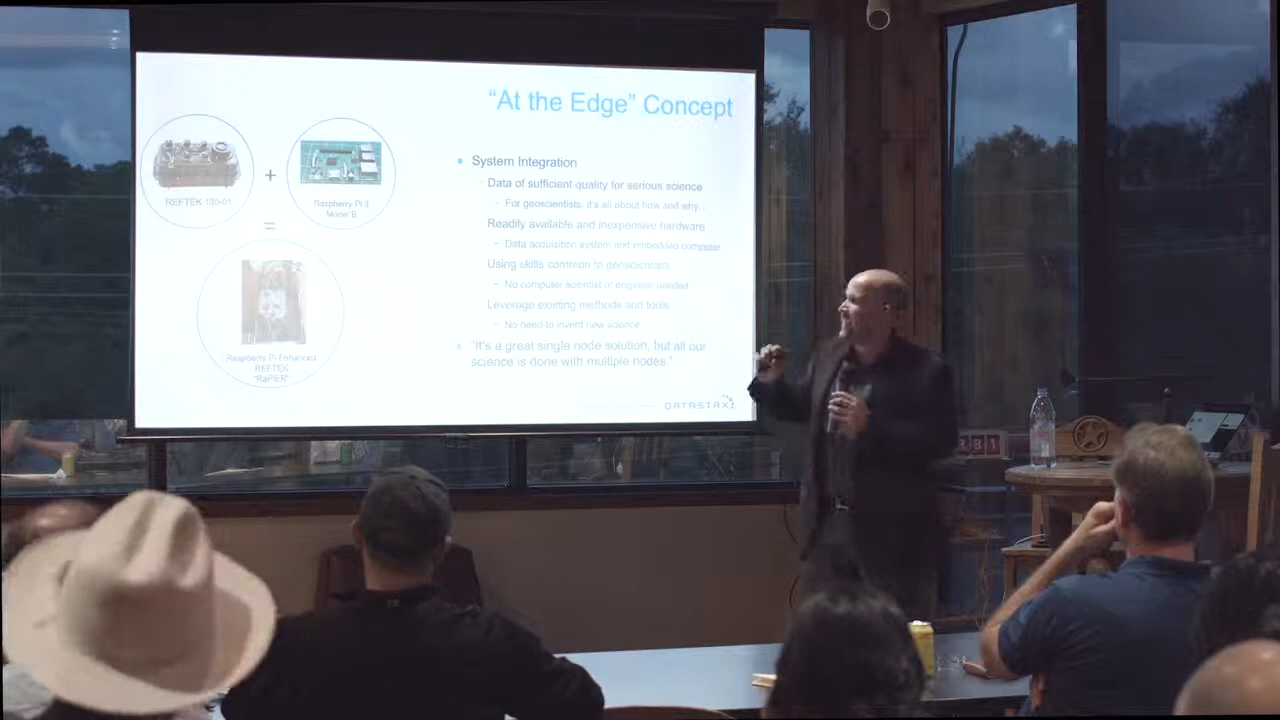 “At the Edge” Concept
REFTEK 130-01
+
Raspberry Pi 3
Model B
=
Raspberry Pi Enhanced
REFTEK
“RaPiER”
• System Integration
Data of sufficient quality for serious science
– For geoscientists, it's all about how and why...
Readily available and inexpensive hardware
– Data acquisition system and embedded computer
Using skills common to geoscientists
– No computer scientist or engineer needed
Leverage existing methods and tools
– No need to invent new science...
• “It's a great single node solution, but all our
science is done with multiple nodes.”
DATASTAX